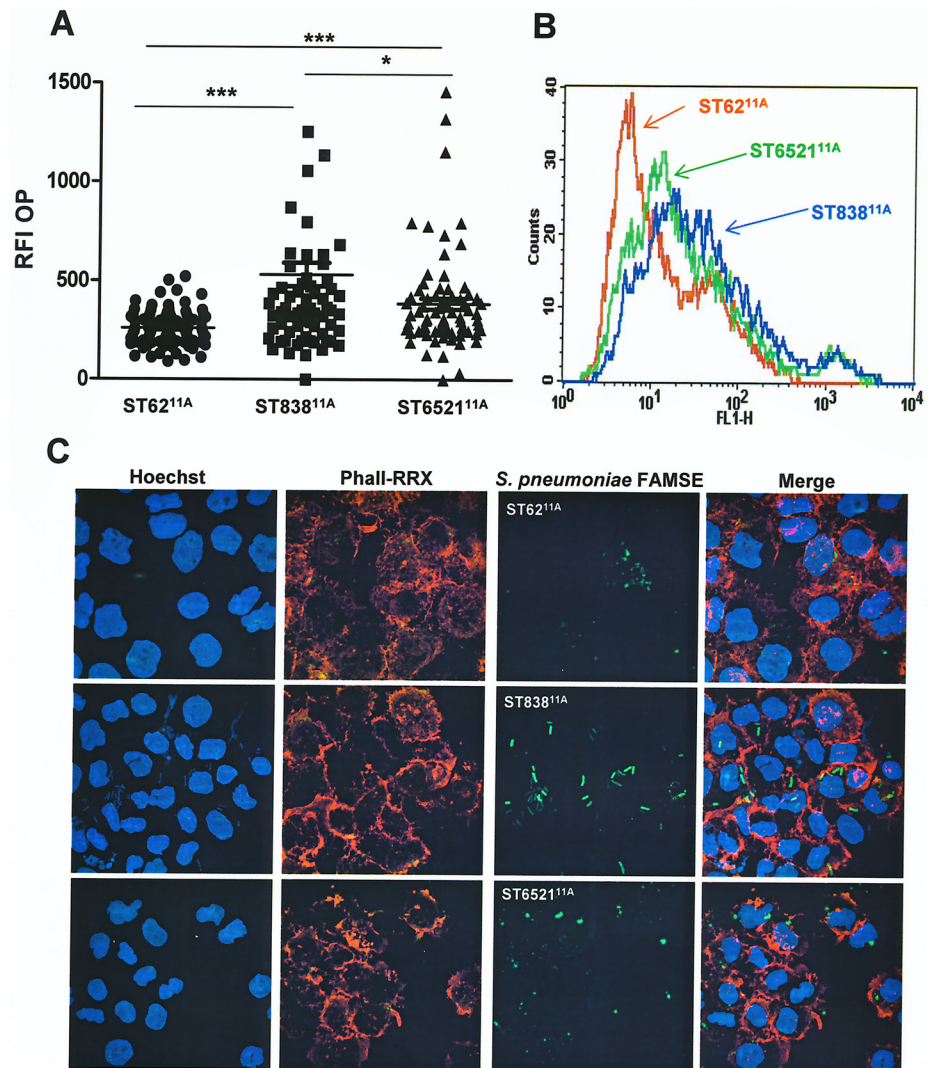 A
***
***
*
1500
1000
500
0
RFI OP
ST62¹¹ᴬ
ST838¹¹ᴬ
ST6521¹¹ᴬ
B
40
30
20
10
0
Counts
ST62¹¹ᴬ
ST6521¹¹ᴬ
ST838¹¹ᴬ
10⁰
10¹
10²
10³
10⁴
FL1-H
C
Hoechst
Phall-RRX
S. pneumoniae FAMSE
Merge
ST62¹¹ᴬ
ST838¹¹ᴬ
ST6521¹¹ᴬ